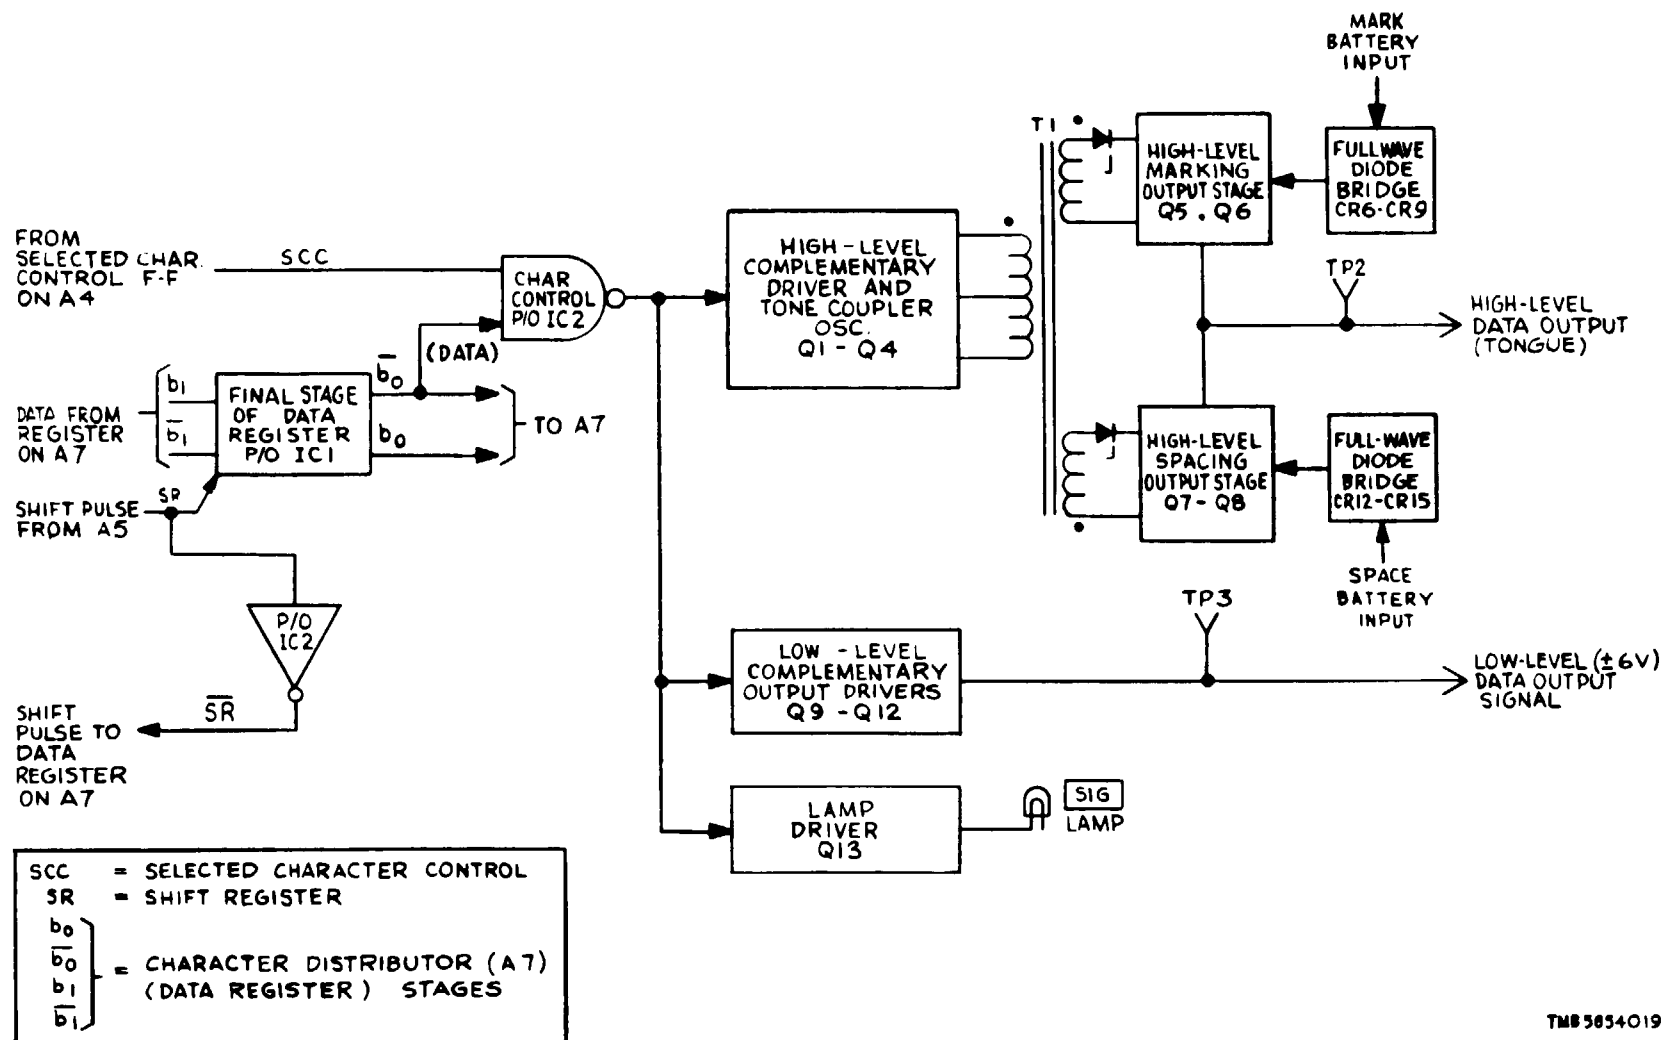 MARK
BATTERY
INPUT
T1
HIGH-LEVEL
MARKING
OUTPUT STAGE
Q5, Q6
FULLWAVE
DIODE
BRIDGE
CR6-CR9
FROM
SELECTED CHAR.
CONTROL F-F
ON A4
SCC
CHAR
CONTROL
P/O IC2
HIGH-LEVEL
COMPLEMENTARY
DRIVER AND
TONE COUPLER
OSC.
Q1 - Q4
TP2
HIGH-LEVEL
DATA OUTPUT
(TONGUE)
(DATA)
DATA FROM
REGISTER
ON A7
b1
b̅1
FINAL STAGE
OF DATA
REGISTER
P/O IC1
b̅0
b0
TO A7
HIGH-LEVEL
SPACING
OUTPUT STAGE
Q7- Q8
FULL-WAVE
DIODE
BRIDGE
CR12-CR15
SHIFT PULSE
FROM A5
SR
SPACE
BATTERY
INPUT
P/O
IC2
TP3
LOW - LEVEL
COMPLEMENTARY
OUTPUT DRIVERS
Q9 -Q12
LOW-LEVEL (±6V)
DATA OUTPUT
SIGNAL
S̅R̅
SHIFT
PULSE TO
DATA
REGISTER
ON A7
LAMP
DRIVER
Q13
SIG
LAMP
SCC = SELECTED CHARACTER CONTROL
SR = SHIFT REGISTER
b0
b̅0
b1
b̅1
= CHARACTER DISTRIBUTOR (A7)
(DATA REGISTER) STAGES